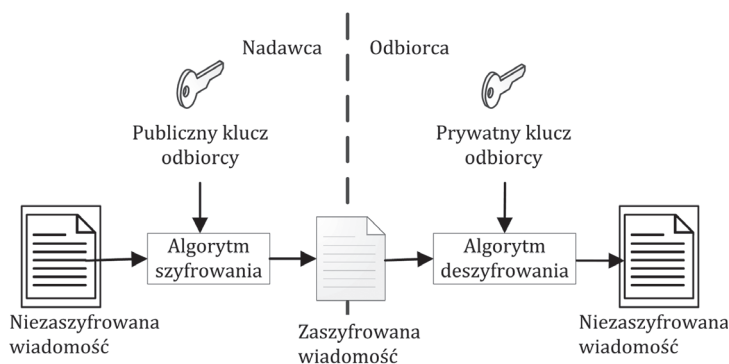 Nadawca
Odbiorca
Publiczny klucz
odbiorcy
Prywatny klucz
odbiorcy
Algorytm
szyfrowania
Algorytm
deszyfrowania
Niezaszyfrowana
wiadomość
Zaszyfrowana
wiadomość
Niezaszyfrowana
wiadomość